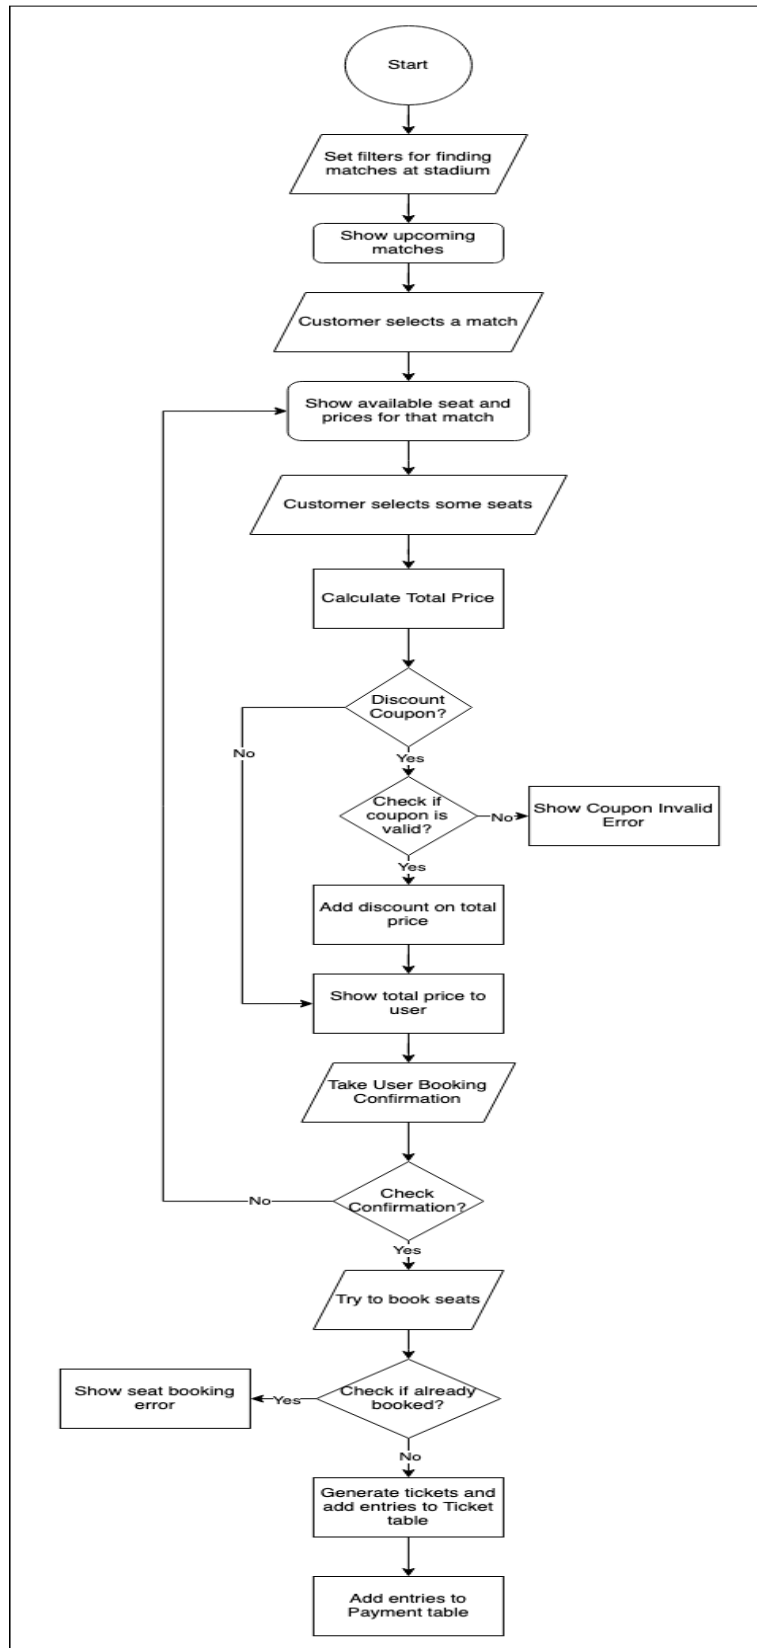 Start
Set filters for finding
matches at stadium
Show upcoming
matches
Customer selects a match
Show available seat and
prices for that match
Customer selects some seats
Calculate Total Price
Discount
Coupon?
No
Yes
Check if
coupon is
valid?
No
Show Coupon Invalid
Error
Yes
Add discount on total
price
Show total price to
user
Take User Booking
Confirmation
Check
Confirmation?
No
Yes
Try to book seats
Check if already
booked?
Yes
Show seat booking
error
No
Generate tickets and
add entries to Ticket
table
Add entries to
Payment table